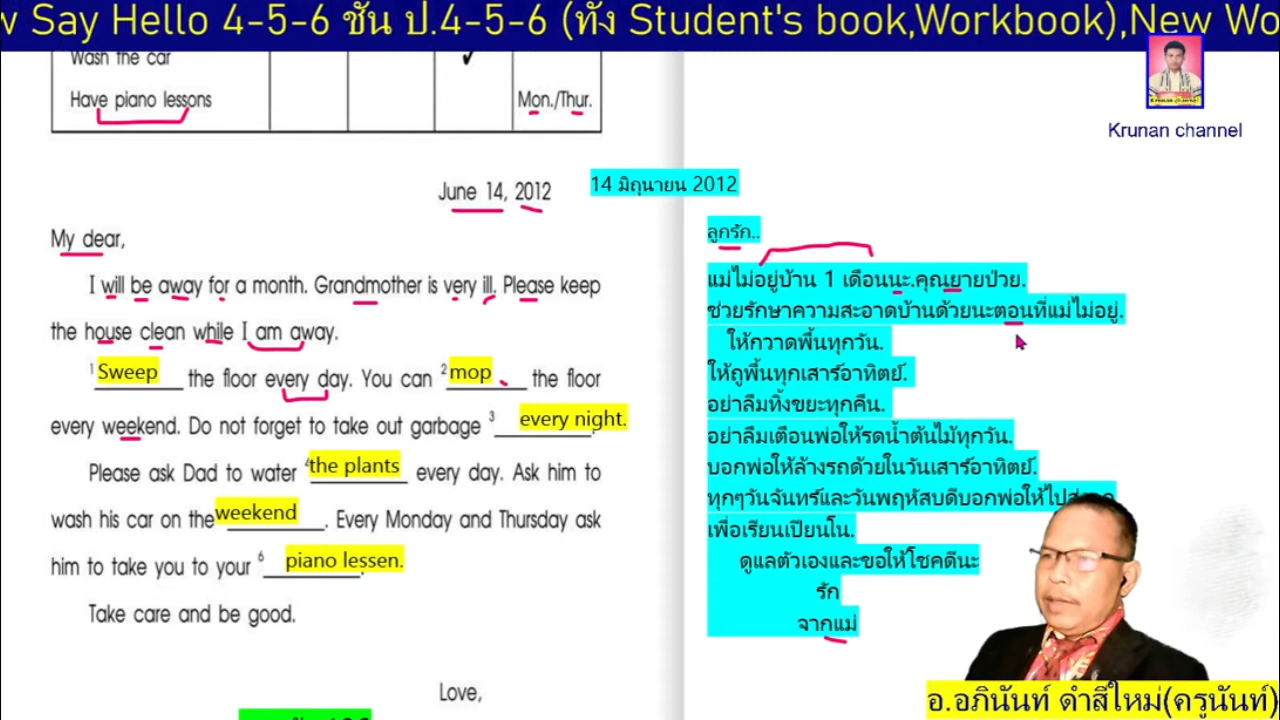 Say Hello 4-5-6 ชั้น ป.4-5-6 (ทั้ง Student's book,Workbook),New
Wash the car ✓
Have piano lessons Mon./Thur.
Krunan channel
June 14, 2012
14 มิถุนายน 2012
My dear,
I will be away for a month. Grandmother is very ill. Please keep
the house clean while I am away.
1 Sweep the floor every day. You can 2 mop the floor
every weekend. Do not forget to take out garbage 3 every night.
Please ask Dad to water 4 the plants every day. Ask him to
wash his car on the weekend. Every Monday and Thursday ask
him to take you to your 6 piano lessen.
Take care and be good.
Love,
ลูกรัก..
แม่ไม่อยู่บ้าน 1 เดือนนะ.คุณยายป่วย.
ช่วยรักษาความสะอาดบ้านด้วยนะตอนที่แม่ไม่อยู่.
ให้กวาดพื้นทุกวัน.
ให้ถูพื้นทุกเสาร์อาทิตย์.
อย่าลืมทิ้งขยะทุกคืน.
อย่าลืมเตือนพ่อให้รดน้ำต้นไม้ทุกวัน.
บอกพ่อให้ล้างรถด้วยในวันเสาร์อาทิตย์.
ทุกๆวันจันทร์และวันพฤหัสบดีบอกพ่อให้ไป
เพื่อเรียนเปียนโน.
ดูแลตัวเองและขอให้โชคดีนะ
รัก
จากแม่
อ.อภินันท์ ดำสีใหม่(ครูนันท์)